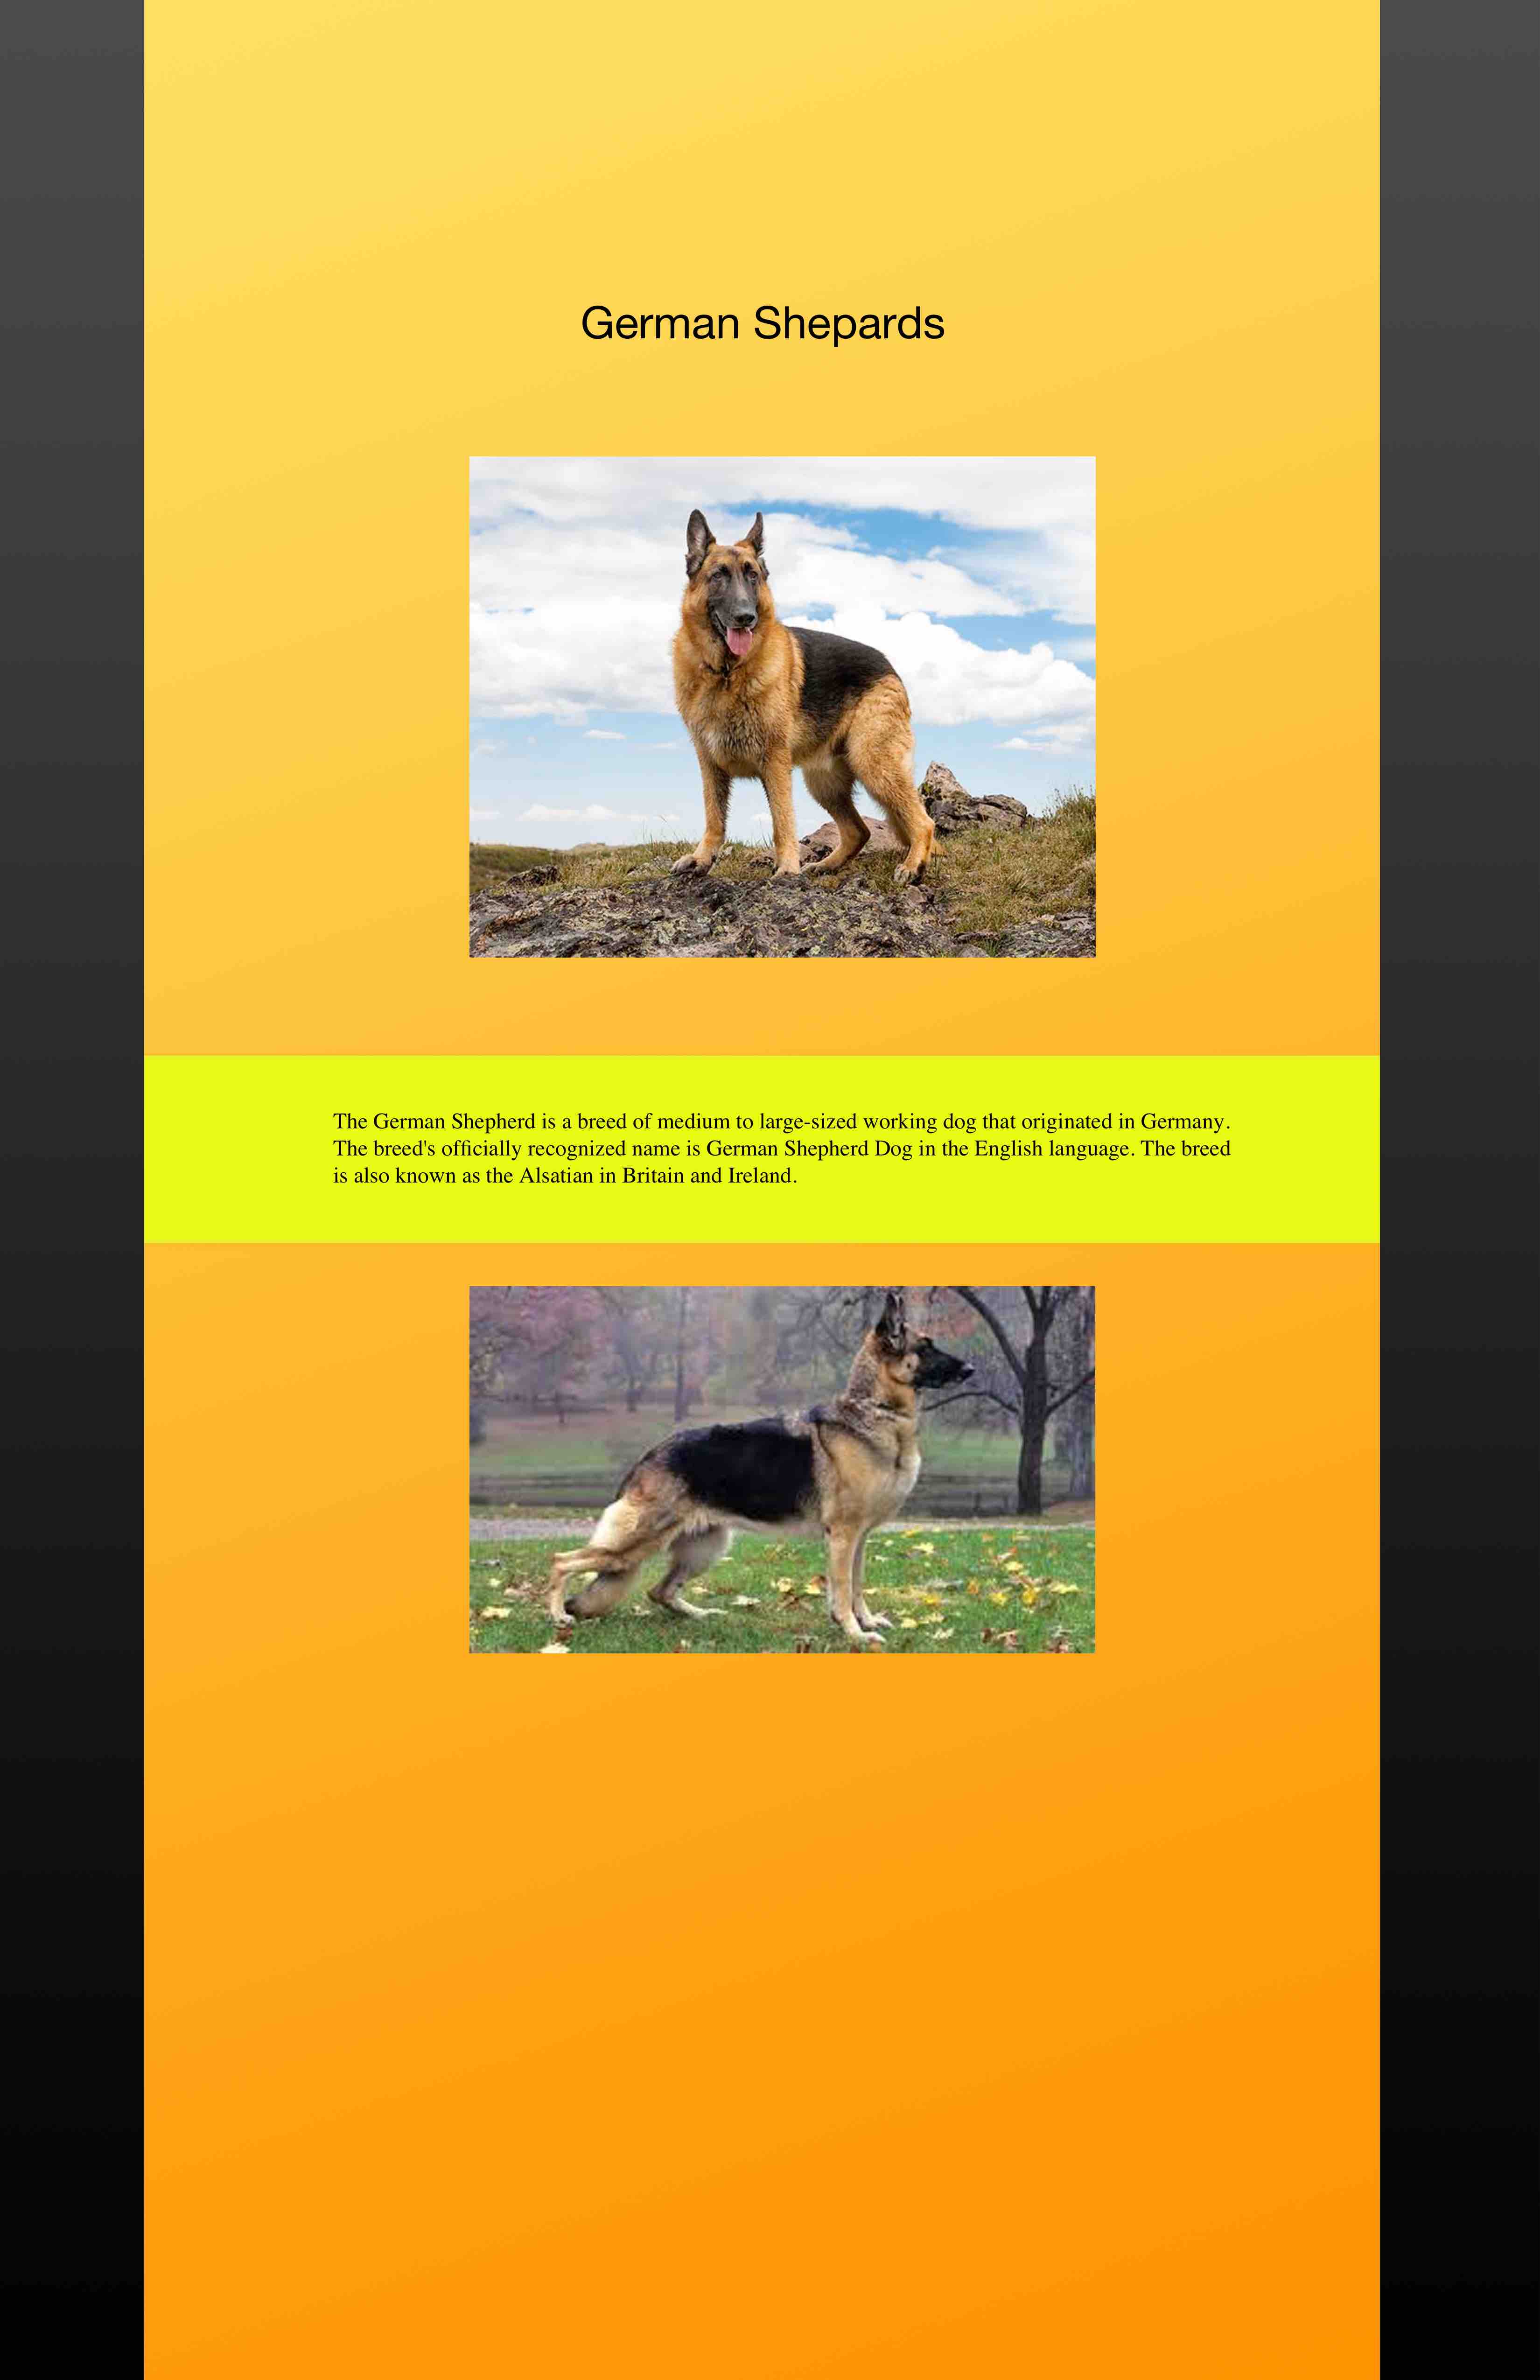 German Shepards
The German Shepherd is a breed of medium to large-sized working dog that originated in Germany.
The breed's officially recognized name is German Shepherd Dog in the English language. The breed
is also known as the Alsatian in Britain and Ireland.